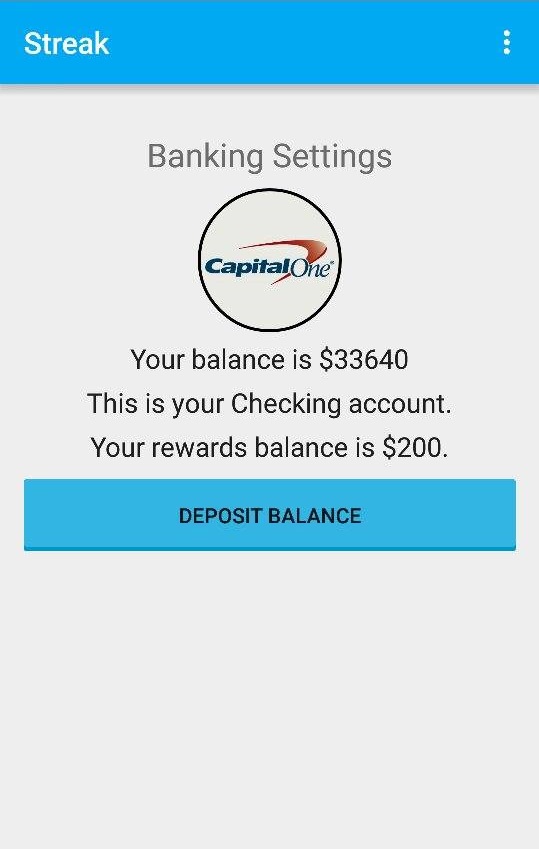 Streak
Banking Settings
CapitalOne®
Your balance is $33640
This is your Checking account.
Your rewards balance is $200.
DEPOSIT BALANCE